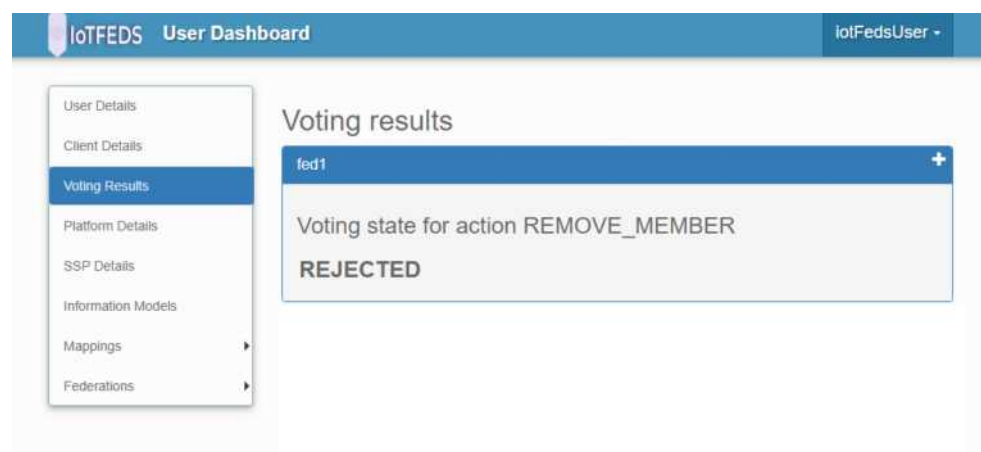 IoTFEDS User Dashboard iotFedsUser
User Details
Client Details
Voting Results
Platform Details
SSP Details
Information Models
Mappings
Federations
Voting results
fed1
Voting state for action REMOVE_MEMBER
REJECTED